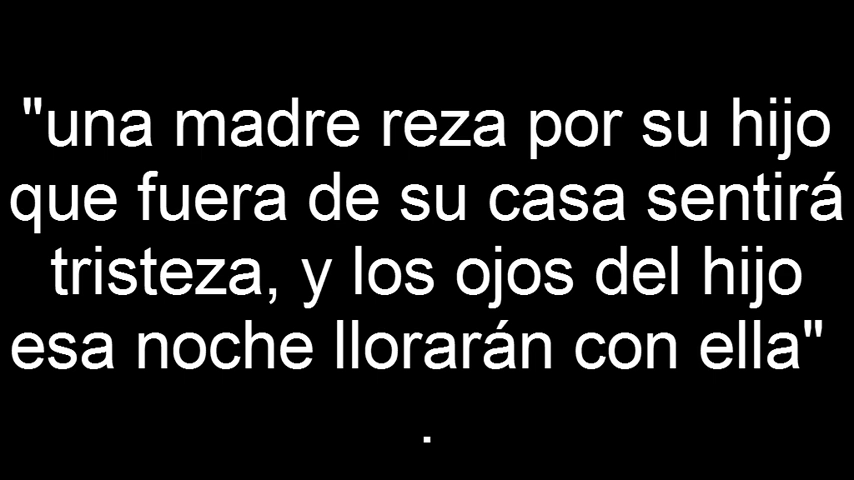 "una madre reza por su hijo
que fuera de su casa sentirá
tristeza, y los ojos del hijo
esa noche llorarán con ella"
.